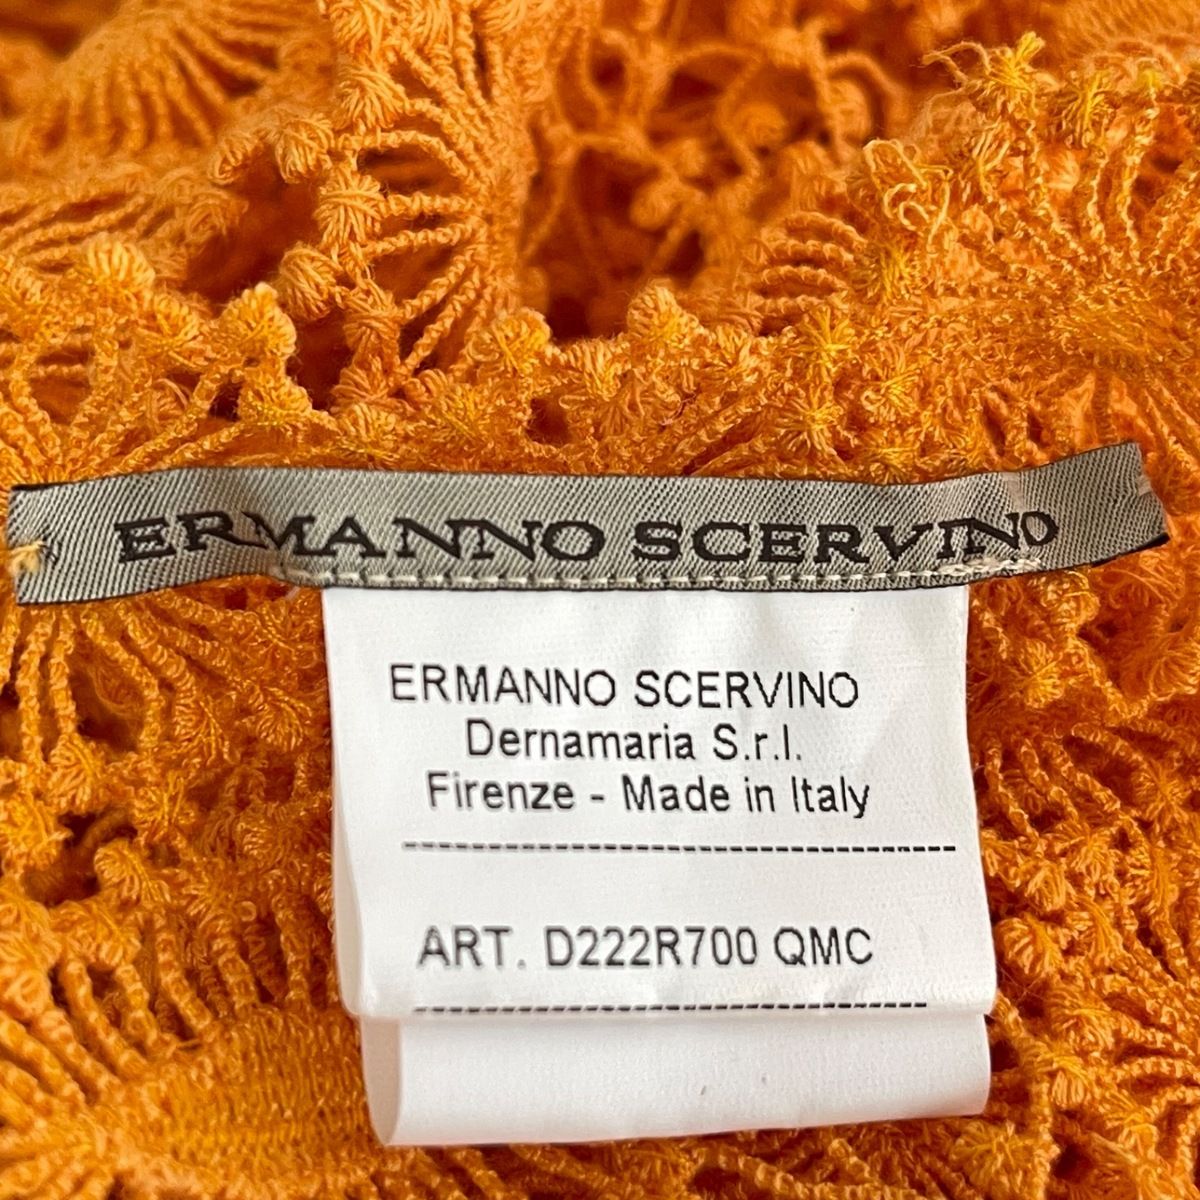 ERMANNO SCERVINO
ERMANNO SCERVINO
Dernamaria S.r.l.
Firenze - Made in Italy
ART. D222R700 QMC